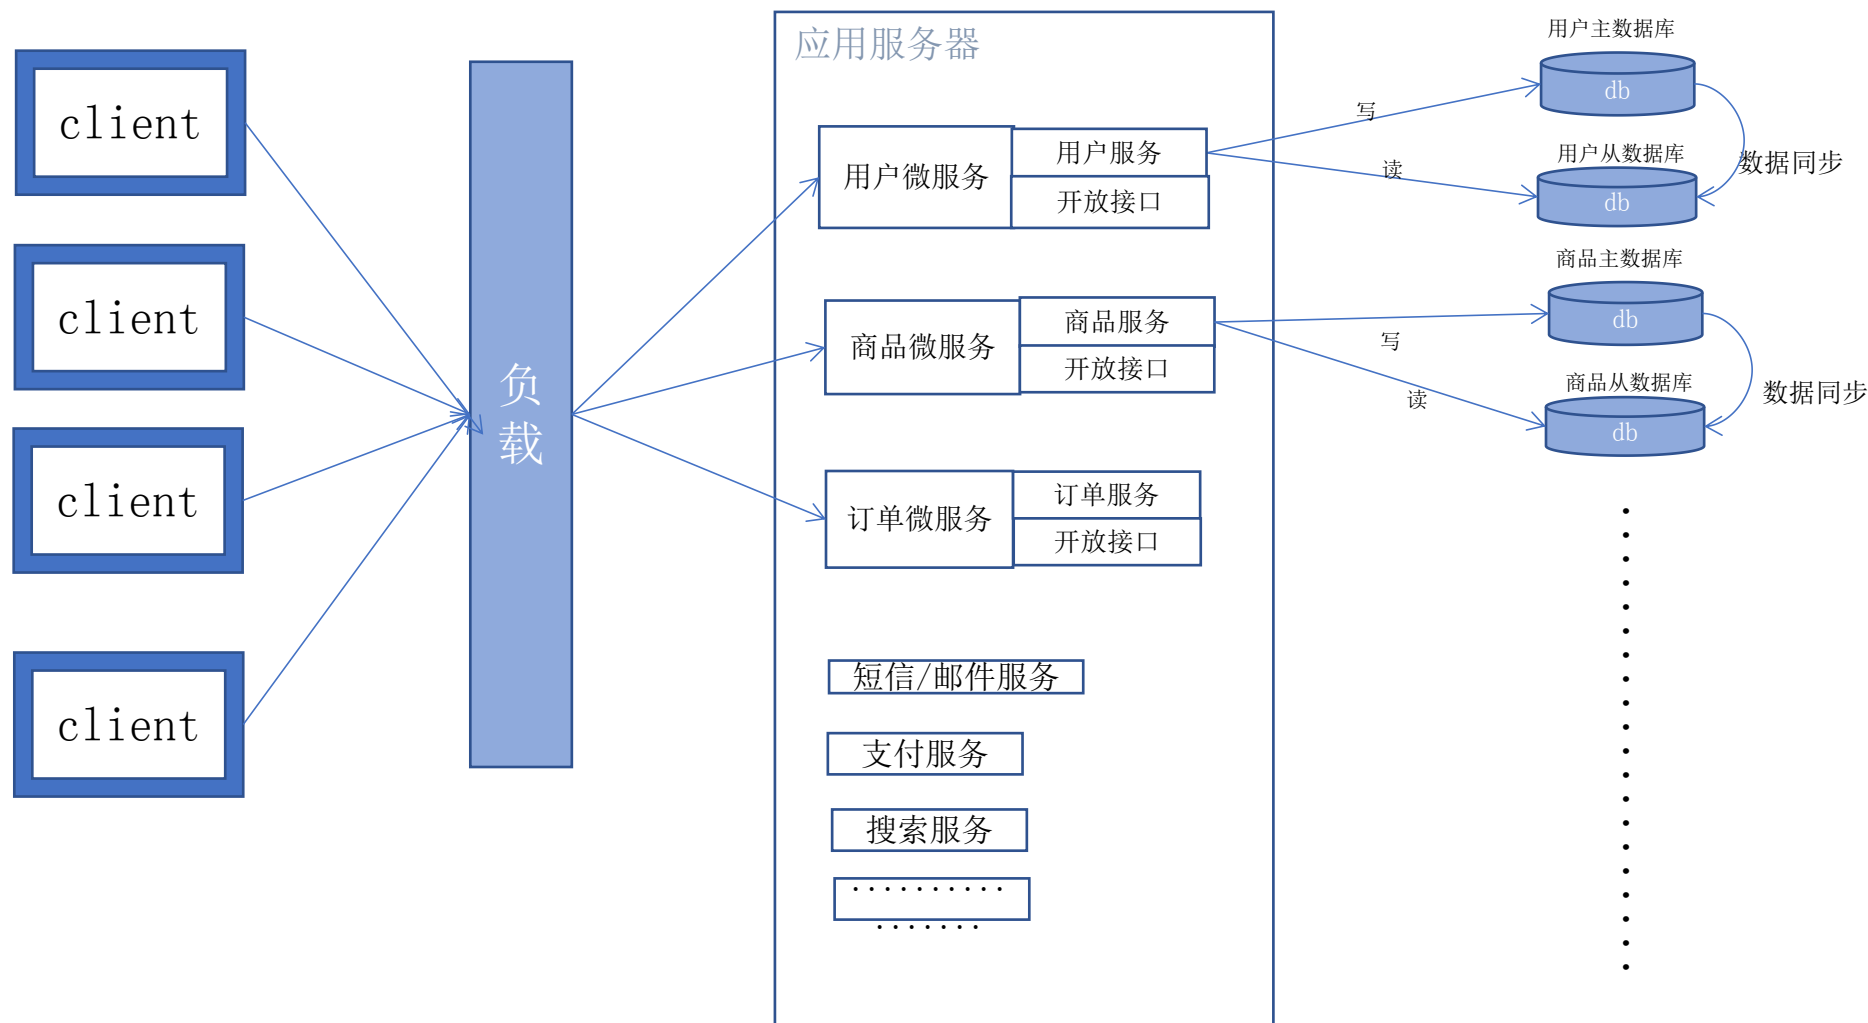 client
client
client
client
负
载
应用服务器
用户微服务
用户服务
开放接口
商品微服务
商品服务
开放接口
订单微服务
订单服务
开放接口
短信/邮件服务
支付服务
搜索服务
··········
·······
写
读
写
读
用户主数据库
db
用户从数据库
db
数据同步
商品主数据库
db
商品从数据库
db
数据同步